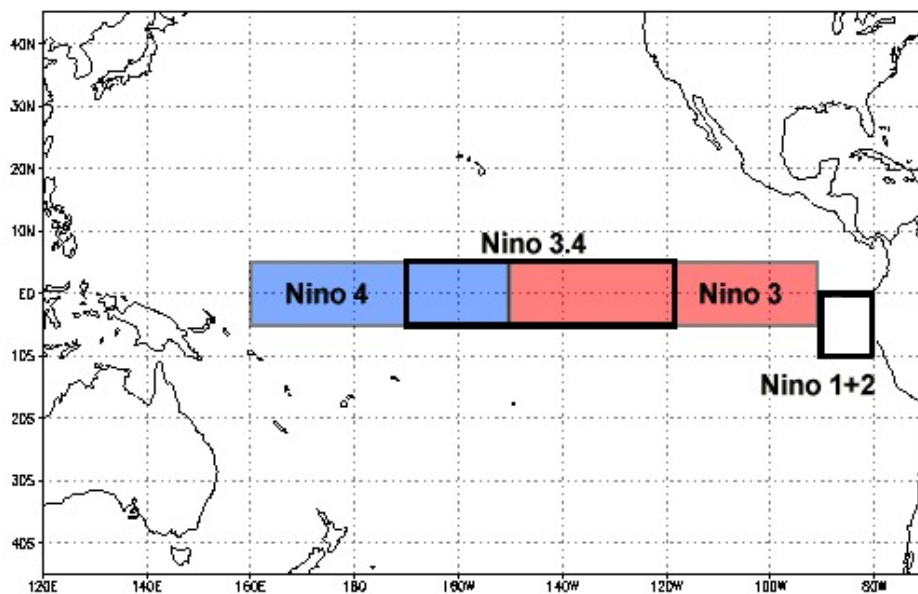 40N
30N
20N
10N
EQ
10S
20S
30S
40S
Nino 3.4
Nino 4
Nino 3
Nino 1+2
120E
140E
160E
180
160W
140W
120W
100W
80W